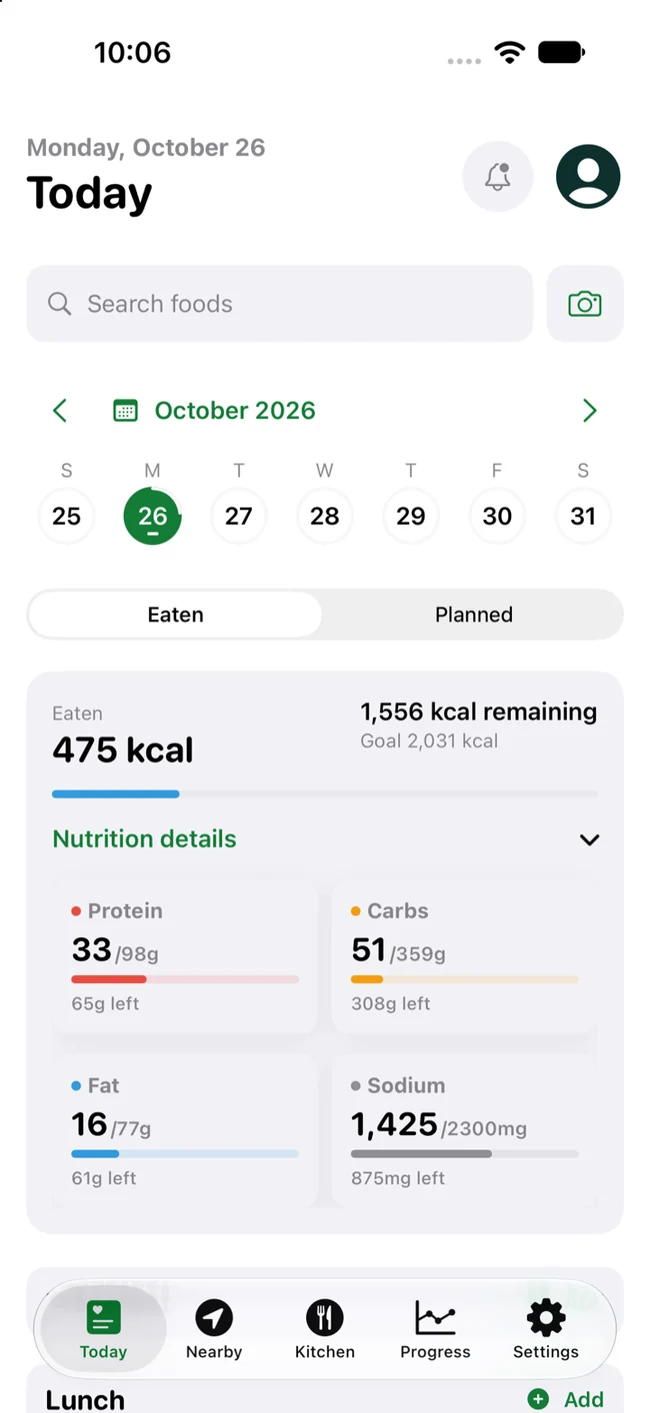 10:06
Monday, October 26
Today
Search foods
October 2026
S M T W T F S
25 26 27 28 29 30 31
Eaten Planned
Eaten
475 kcal
1,556 kcal remaining
Goal 2,031 kcal
Nutrition details
Protein
33/98g
65g left
Carbs
51/359g
308g left
Fat
16/77g
61g left
Sodium
1,425/2300mg
875mg left
Today Nearby Kitchen Progress Settings
Lunch Add